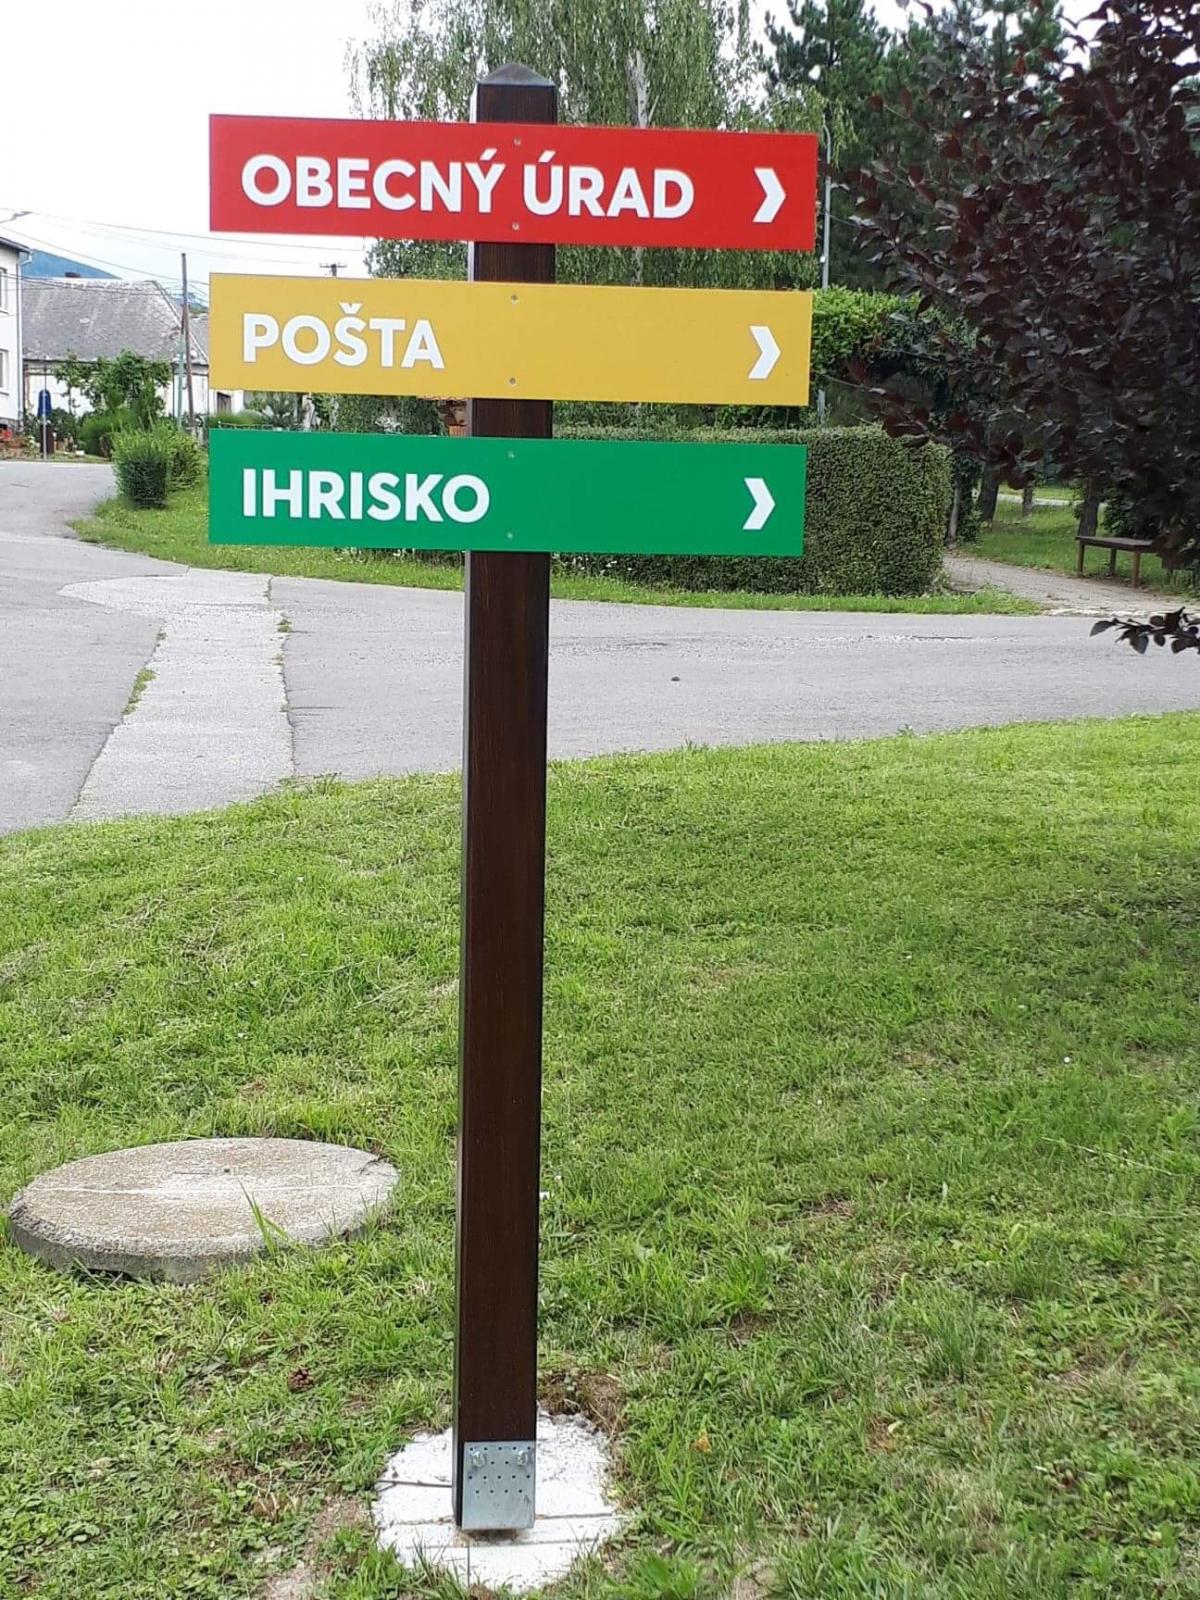 OBECNÝ ÚRAD
POŠTA
IHRISKO